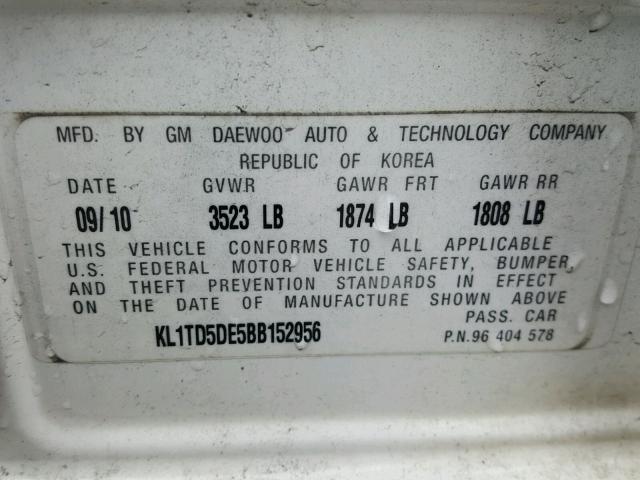 MFD. BY GM DAEWOO AUTO & TECHNOLOGY COMPANY
REPUBLIC OF KOREA
DATE GVWR GAWR FRT GAWR RR
09/10 3523 LB 1874 LB 1808 LB
THIS VEHICLE CONFORMS TO ALL APPLICABLE
U.S. FEDERAL MOTOR VEHICLE SAFETY, BUMPER,
AND THEFT PREVENTION STANDARDS IN EFFECT
ON THE DATE OF MANUFACTURE SHOWN ABOVE
PASS. CAR
KL1TD5DE5BB152956 P.N.96 404 578